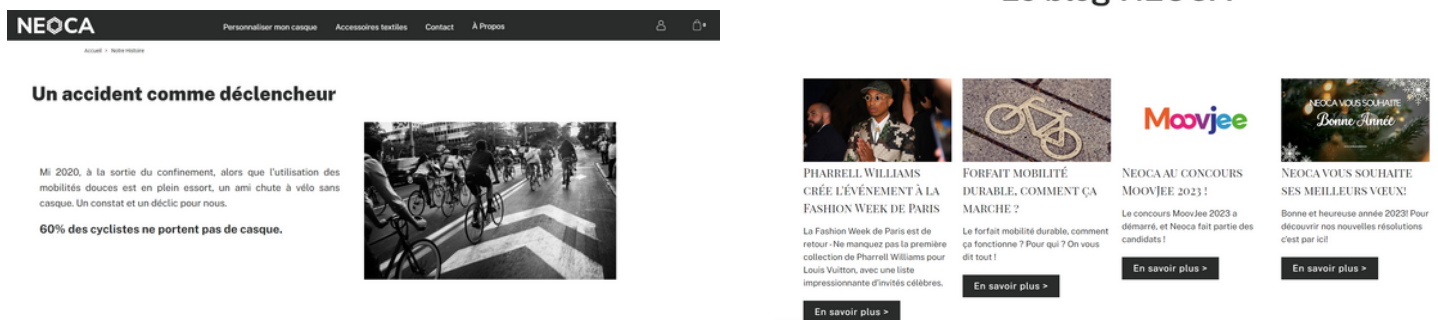 NEOCA
Personnaliser mon casque
Accessoires textiles
Contact
À Propos
0
Accueil > Notre Histoire
Un accident comme déclencheur
Mi 2020, à la sortie du confinement, alors que l'utilisation des
mobilités douces est en plein essort, un ami chute à vélo sans
casque. Un constat et un déclic pour nous.
60% des cyclistes ne portent pas de casque.
Le blog NEOCA
PHARRELL WILLIAMS
CRÉE L'ÉVÉNEMENT À LA
FASHION WEEK DE PARIS
La Fashion Week de Paris est de
retour - Ne manquez pas la première
collection de Pharrell Williams pour
Louis Vuitton, avec une liste
impressionnante d'invités célèbres.
En savoir plus >
FORFAIT MOBILITÉ
DURABLE, COMMENT ÇA
MARCHE ?
Le forfait mobilité durable, comment
ça fonctionne ? Pour qui ? On vous
dit tout !
En savoir plus >
Moovjee
NEOCA AU CONCOURS
MOOVJEE 2023 !
Le concours MoovJee 2023 a
démarré, et Neoca fait partie des
candidats !
En savoir plus >
NEOCA VOUS SOUHAITE
Bonne Année
NEOCA VOUS SOUHAITE
SES MEILLEURS VŒUX!
Bonne et heureuse année 2023! Pour
découvrir nos nouvelles résolutions
c'est par ici!
En savoir plus >